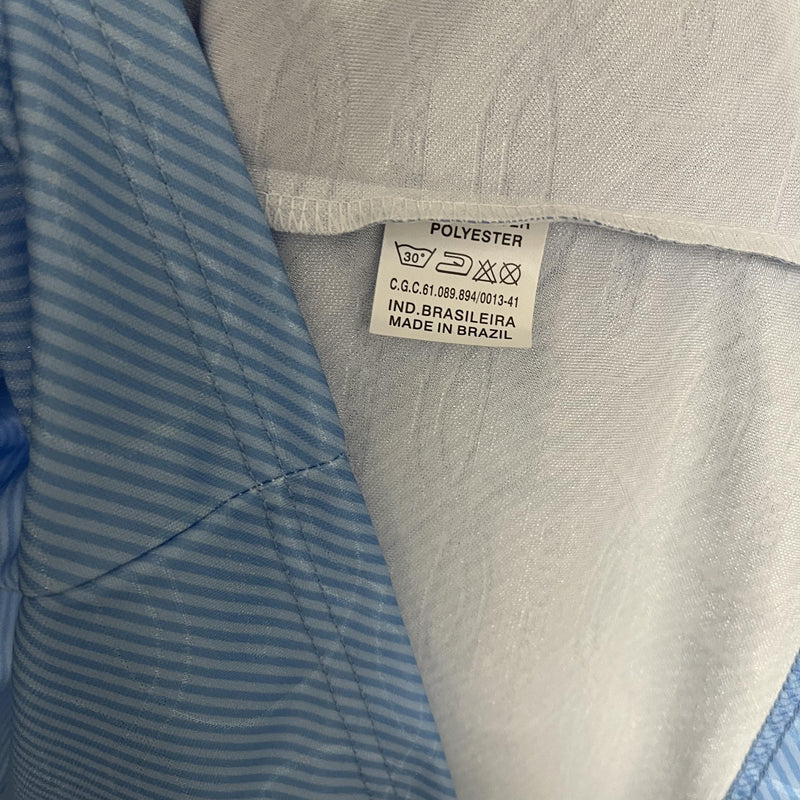 POLYESTER
30°
C.G.C.61.089.894/0013-41
IND.BRASILEIRA
MADE IN BRAZIL